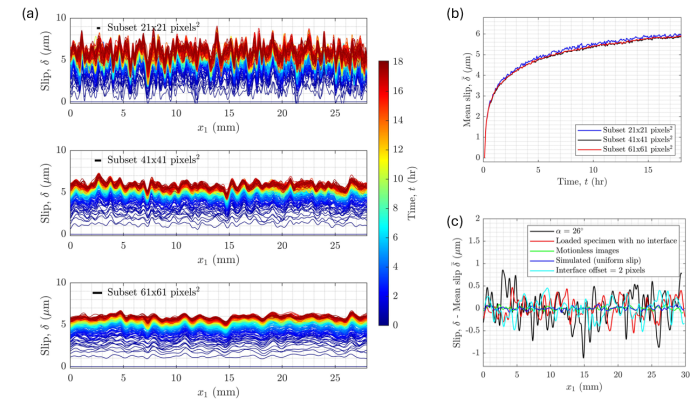 (a)
Subset 21x21 pixels²
10
5
0
Slip, δ (μm)
0 5 10 15 20 25
x₁ (mm)
Subset 41x41 pixels²
10
5
0
Slip, δ (μm)
0 5 10 15 20 25
x₁ (mm)
Subset 61x61 pixels²
10
5
0
Slip, δ (μm)
0 5 10 15 20 25
x₁ (mm)
18
16
14
12
10
8
6
4
2
0
Time, t (hr)
(b)
6
5
4
3
2
1
0
Mean slip, δ̄ (μm)
Subset 21x21 pixels²
Subset 41x41 pixels²
Subset 61x61 pixels²
0 5 10 15
Time, t (hr)
(c)
2
1.5
1
0.5
0
-0.5
-1
Slip, δ - Mean slip δ̄ (μm)
α = 26°
Loaded specimen with no interface
Motionless images
Simulated (uniform slip)
Interface offset = 2 pixels
0 5 10 15 20 25 30
x₁ (mm)